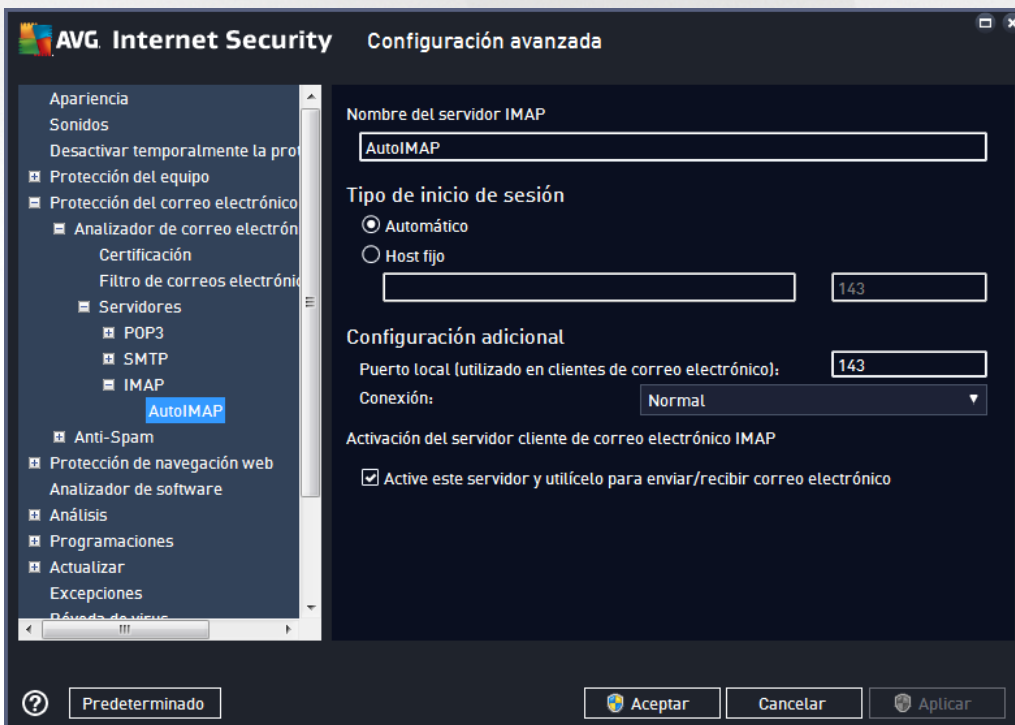 AVG. Internet Security Configuración avanzada
Apariencia
Sonidos
Desactivar temporalmente la prot
Protección del equipo
Protección del correo electrónico
Analizador de correo electrón
Certificación
Filtro de correos electrónic
Servidores
POP3
SMTP
IMAP
AutoIMAP
Anti-Spam
Protección de navegación web
Analizador de software
Análisis
Programaciones
Actualizar
Excepciones
Bóveda de virus
Nombre del servidor IMAP
AutoIMAP
Tipo de inicio de sesión
Automático
Host fijo
143
Configuración adicional
Puerto local (utilizado en clientes de correo electrónico): 143
Conexión: Normal
Activación del servidor cliente de correo electrónico IMAP
Active este servidor y utilícelo para enviar/recibir correo electrónico
? Predeterminado Aceptar Cancelar Aplicar